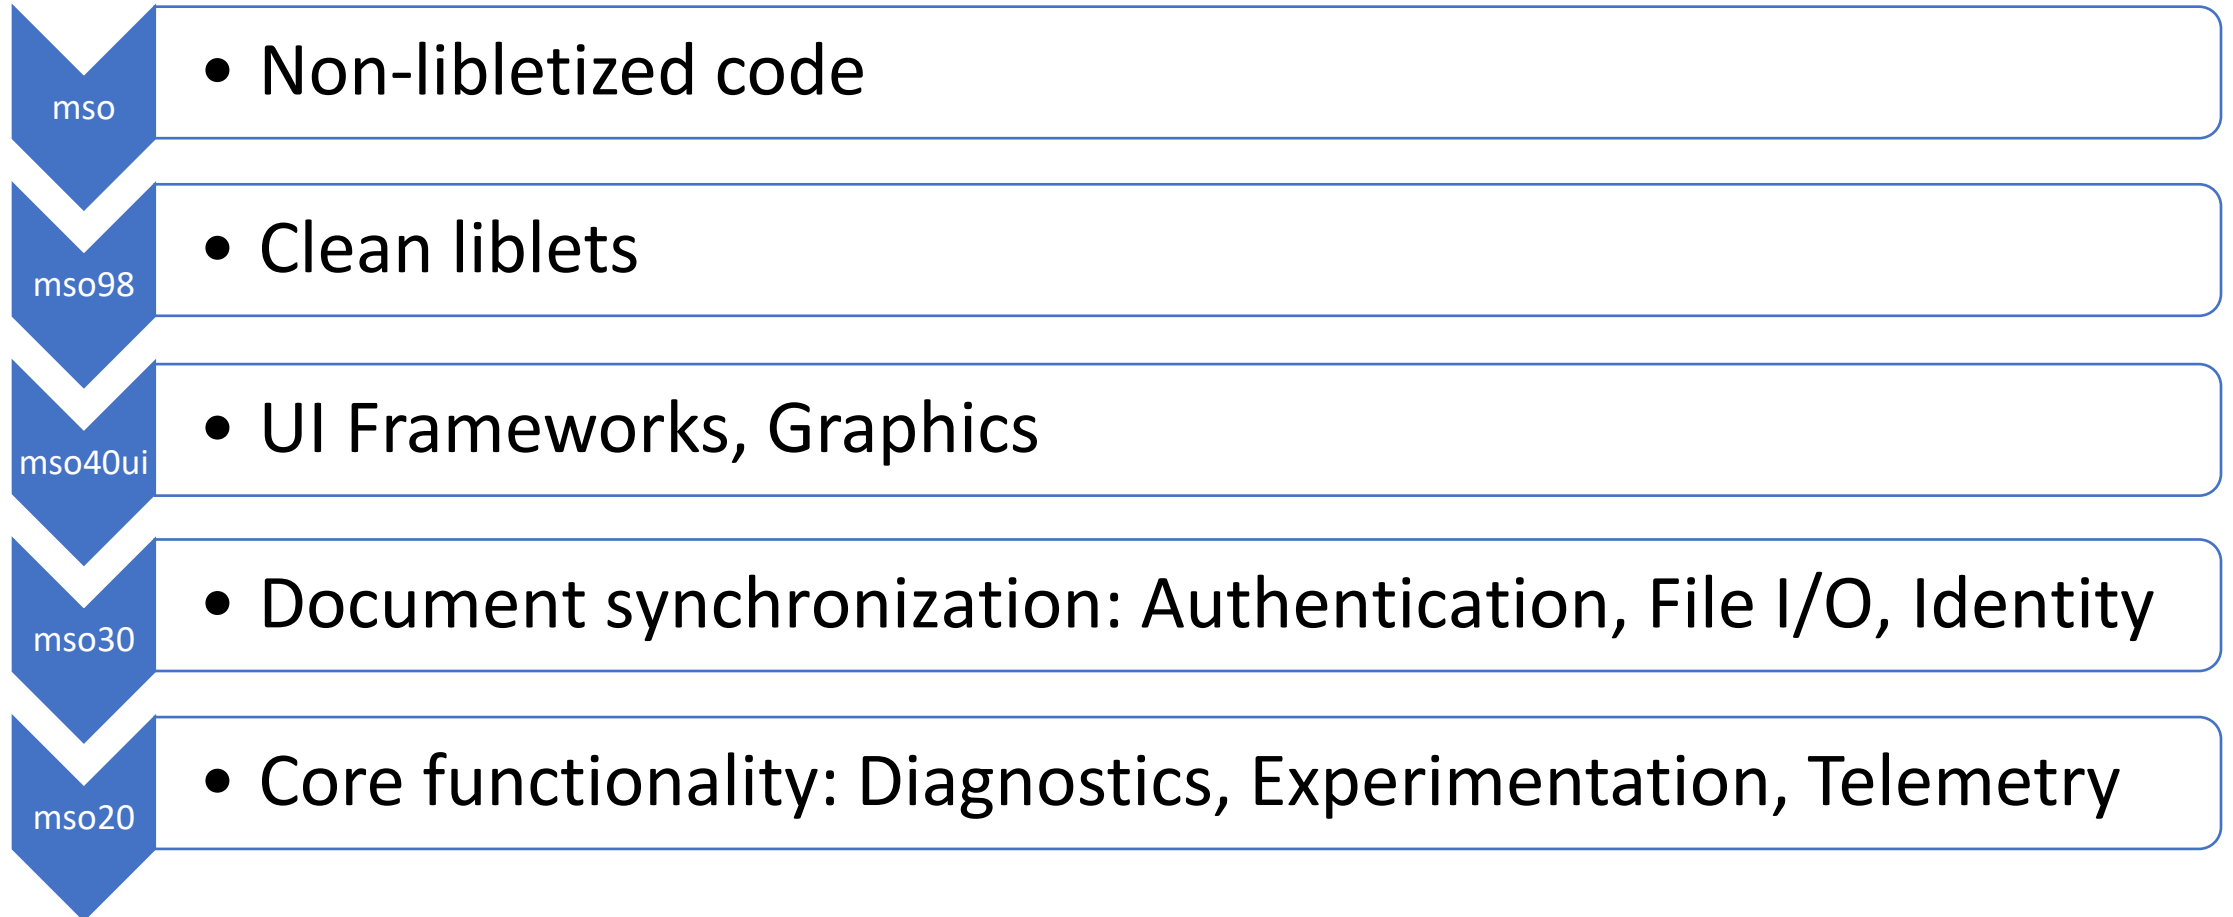 mso
• Non-libletized code
mso98
• Clean liblets
mso40ui
• UI Frameworks, Graphics
mso30
• Document synchronization: Authentication, File I/O, Identity
mso20
• Core functionality: Diagnostics, Experimentation, Telemetry